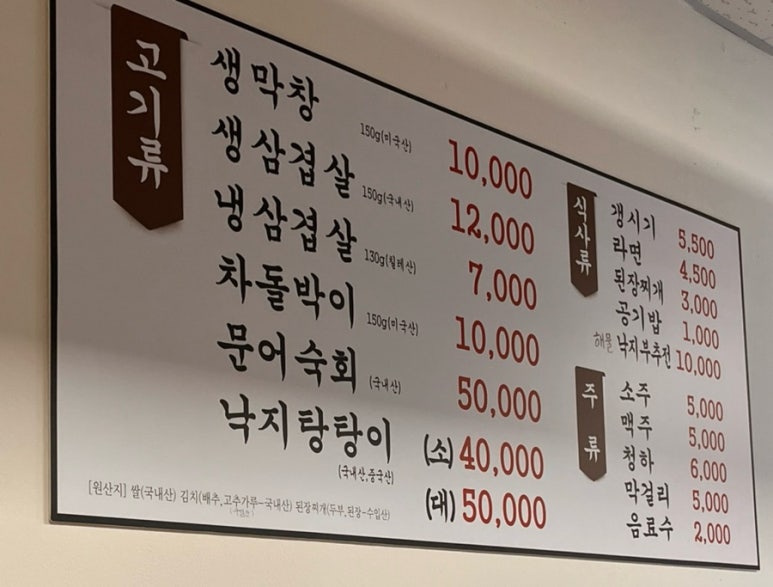 고기류
생막창 150g(미국산) 10,000
생삼겹살 150g(국내산) 12,000
냉삼겹살 130g(칠레산) 7,000
차돌박이 150g(미국산) 10,000
문어숙회 (국내산) 50,000
낙지탕탕이 (국내산,중국산) (소) 40,000
(대) 50,000
[원산지] 쌀(국내산) 김치(배추,고추가루-국내산) 된장찌개(두부,된장-수입산)
식사류
갱시기 5,500
라면 4,500
된장찌개 3,000
공기밥 1,000
해물 낙지부추전 10,000
주류
소주 5,000
맥주 5,000
청하 6,000
막걸리 5,000
음료수 2,000